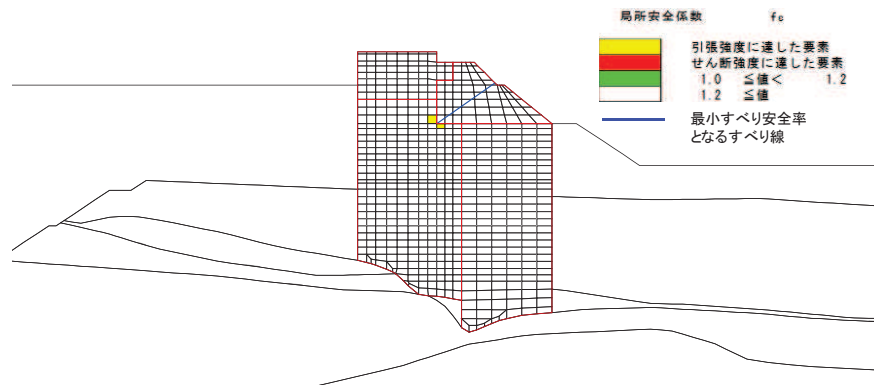 局所安全係数 fs
引張強度に達した要素
せん断強度に達した要素
1.0 ≦値< 1.2
1.2 ≦値
最小すべり安全率
となるすべり線